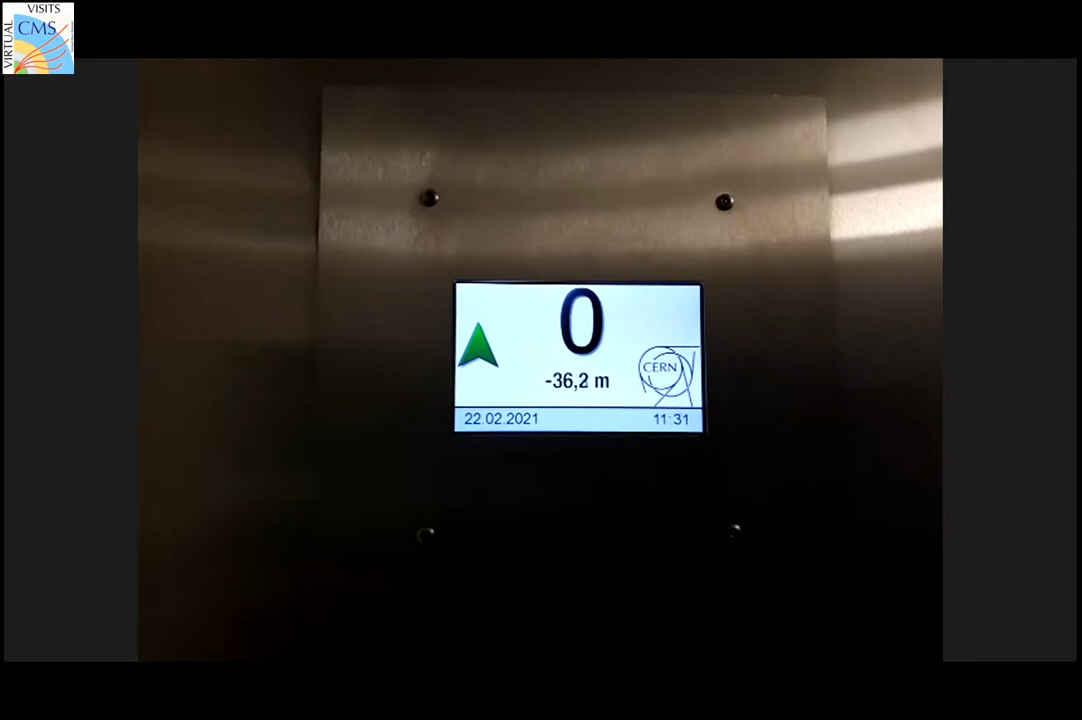 VISITS
VIRTUAL
CMS
0
-36,2 m
CERN
22.02.2021
11:31